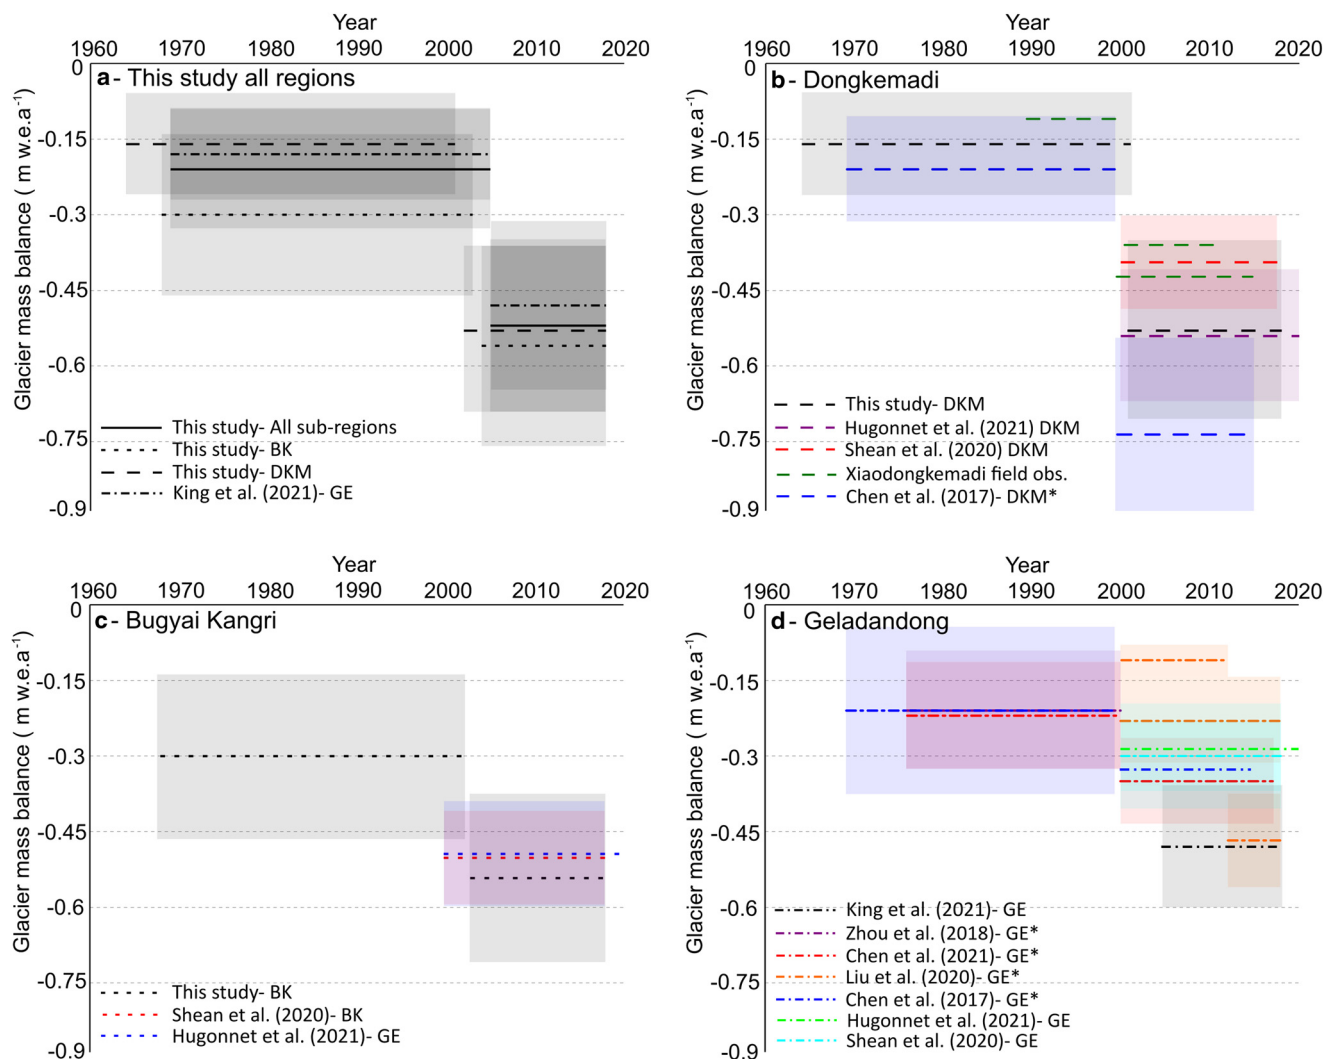 Year
1960 1970 1980 1990 2000 2010 2020
0
a - This study all regions
-0.15
-0.3
-0.45
-0.6
-0.75
-0.9
Glacier mass balance ( m w.e.a⁻¹)
This study- All sub-regions
This study- BK
This study- DKM
King et al. (2021)- GE
Year
1960 1970 1980 1990 2000 2010 2020
0
b - Dongkemadi
-0.15
-0.3
-0.45
-0.6
-0.75
-0.9
Glacier mass balance ( m w.e.a⁻¹)
This study- DKM
Hugonnet et al. (2021) DKM
Shean et al. (2020) DKM
Xiaodongkemadi field obs.
Chen et al. (2017)- DKM*
Year
1960 1970 1980 1990 2000 2010 2020
0
c - Bugyai Kangri
-0.15
-0.3
-0.45
-0.6
-0.75
-0.9
Glacier mass balance ( m w.e.a⁻¹)
This study- BK
Shean et al. (2020)- BK
Hugonnet et al. (2021)- GE
Year
1960 1970 1980 1990 2000 2010 2020
0
d - Geladandong
-0.15
-0.3
-0.45
-0.6
-0.75
-0.9
Glacier mass balance ( m w.e.a⁻¹)
King et al. (2021)- GE
Zhou et al. (2018)- GE*
Chen et al. (2021)- GE*
Liu et al. (2020)- GE*
Chen et al. (2017)- GE*
Hugonnet et al. (2021)- GE
Shean et al. (2020)- GE